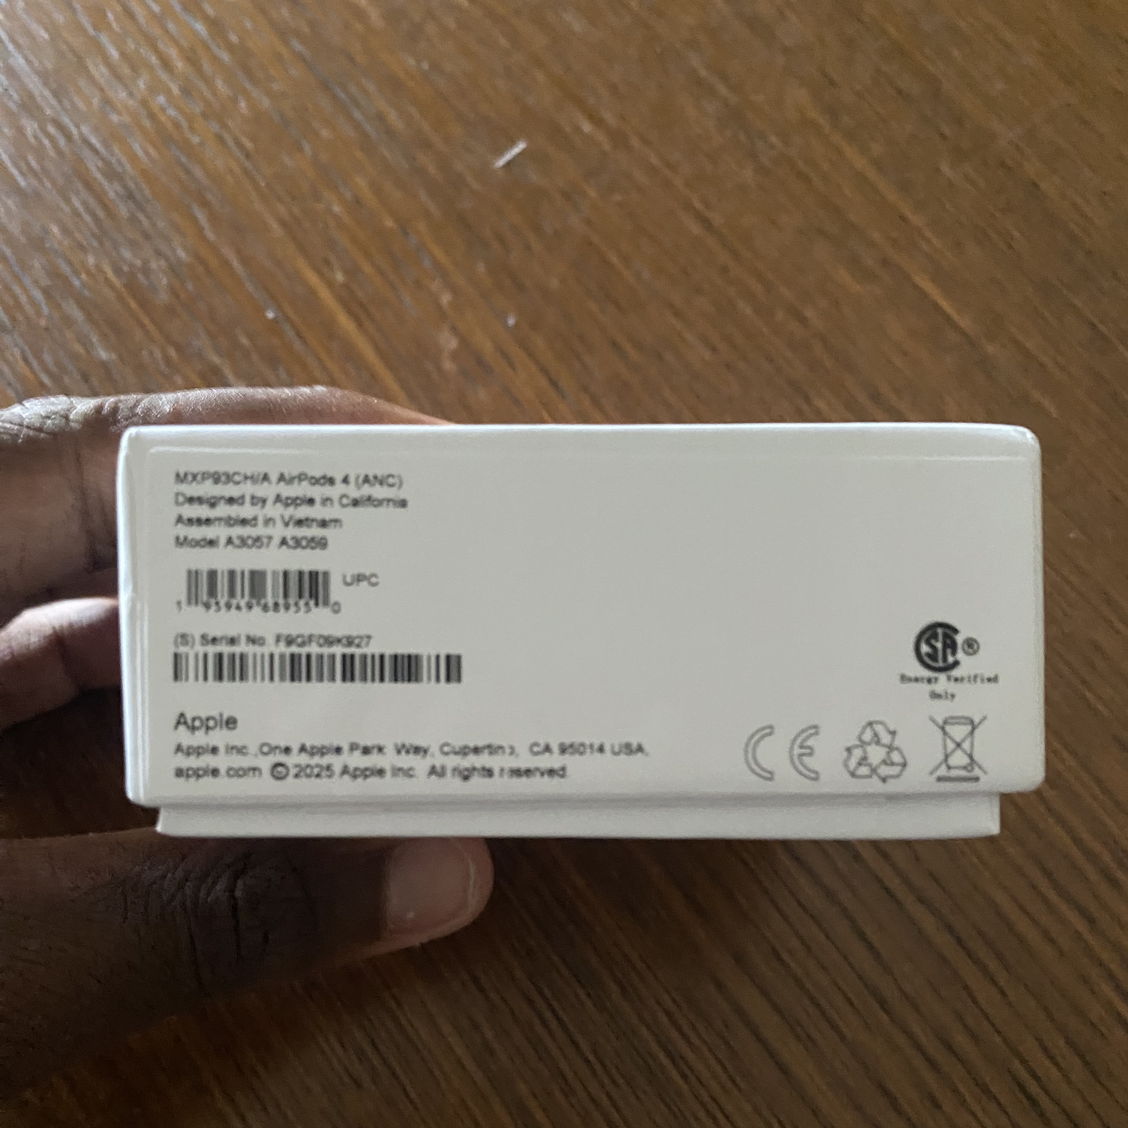 MXP93CH/A AirPods 4 (ANC)
Designed by Apple in California
Assembled in Vietnam
Model A3057 A3059
UPC
1 95949 68955 0
(S) Serial No. F9GF09K927
Apple
Apple Inc.,One Apple Park Way, Cupertino, CA 95014 USA.
apple.com ©2025 Apple Inc. All rights reserved.
SA®
Energy Verified
Only
CE